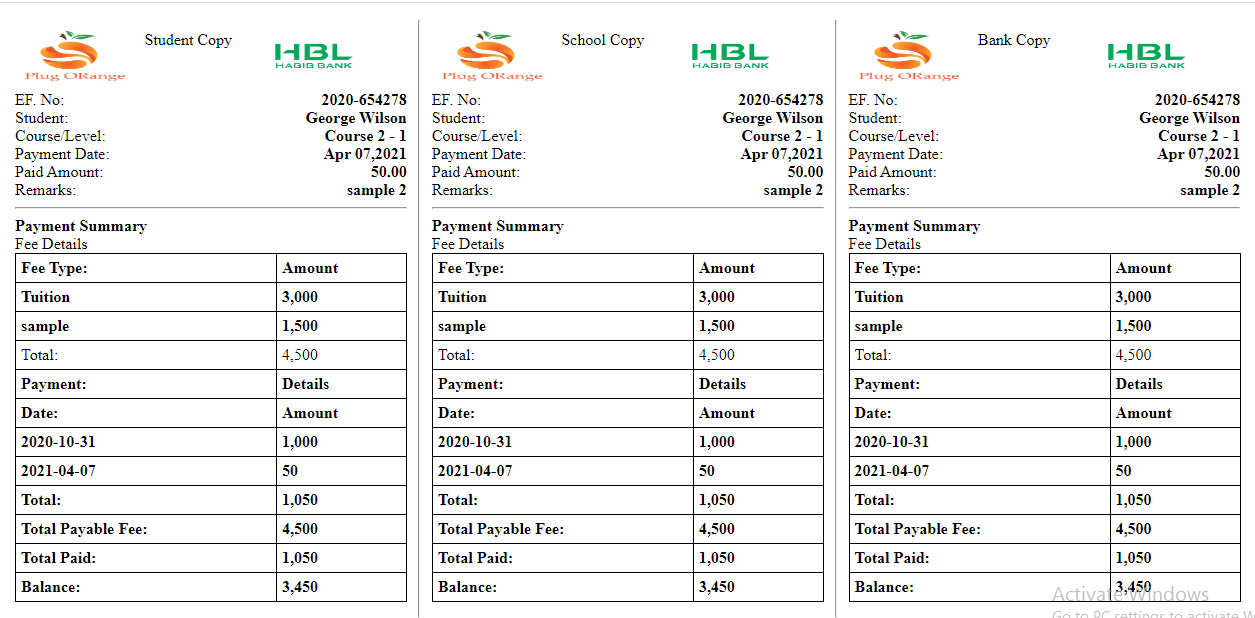 Student Copy
HBL
HABIB BANK
Plug ORange
EF. No: 2020-654278
Student: George Wilson
Course/Level: Course 2 - 1
Payment Date: Apr 07,2021
Paid Amount: 50.00
Remarks: sample 2
Payment Summary
Fee Details
Fee Type: Amount
Tuition 3,000
sample 1,500
Total: 4,500
Payment: Details
Date: Amount
2020-10-31 1,000
2021-04-07 50
Total: 1,050
Total Payable Fee: 4,500
Total Paid: 1,050
Balance: 3,450
School Copy
HBL
HABIB BANK
Plug ORange
EF. No: 2020-654278
Student: George Wilson
Course/Level: Course 2 - 1
Payment Date: Apr 07,2021
Paid Amount: 50.00
Remarks: sample 2
Payment Summary
Fee Details
Fee Type: Amount
Tuition 3,000
sample 1,500
Total: 4,500
Payment: Details
Date: Amount
2020-10-31 1,000
2021-04-07 50
Total: 1,050
Total Payable Fee: 4,500
Total Paid: 1,050
Balance: 3,450
Bank Copy
HBL
HABIB BANK
Plug ORange
EF. No: 2020-654278
Student: George Wilson
Course/Level: Course 2 - 1
Payment Date: Apr 07,2021
Paid Amount: 50.00
Remarks: sample 2
Payment Summary
Fee Details
Fee Type: Amount
Tuition 3,000
sample 1,500
Total: 4,500
Payment: Details
Date: Amount
2020-10-31 1,000
2021-04-07 50
Total: 1,050
Total Payable Fee: 4,500
Total Paid: 1,050
Balance: 3,450
Activate Windows
Go to PC settings to activate W